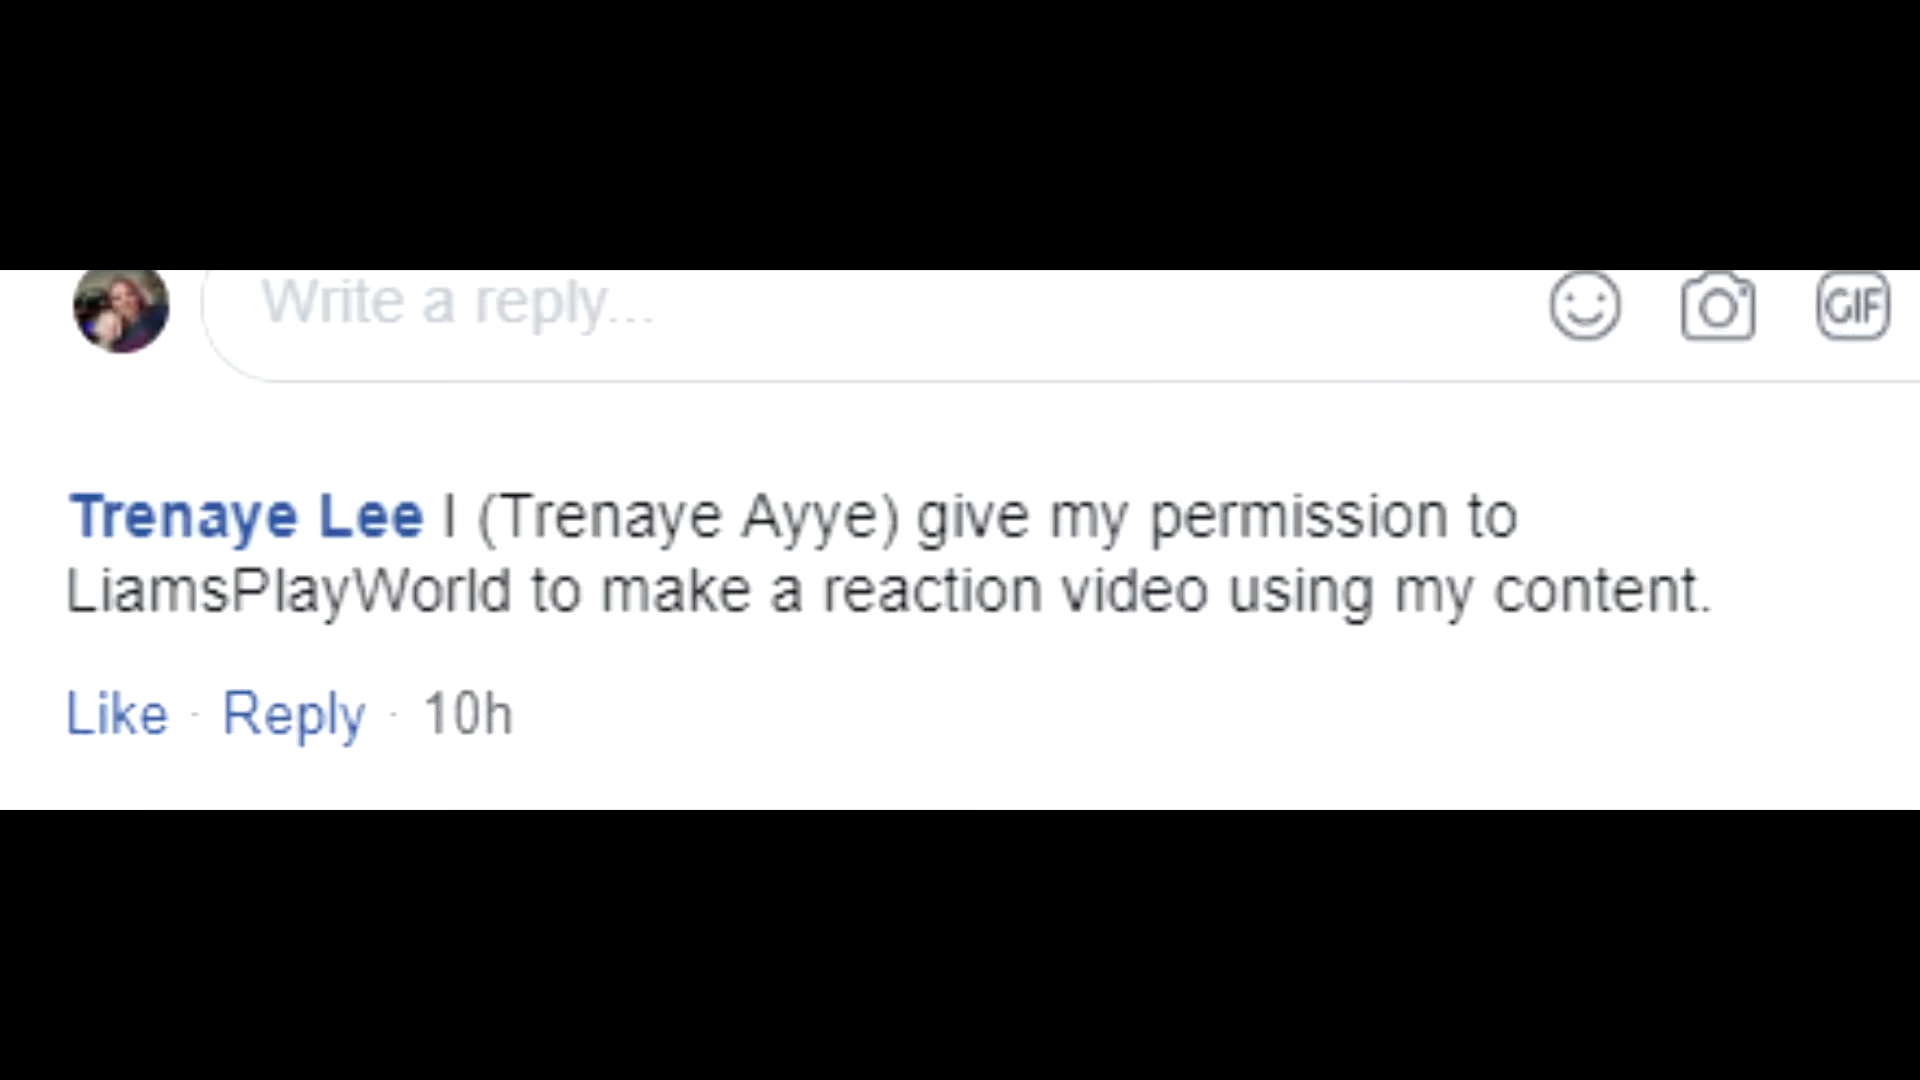 Write a reply...
GIF
Trenaye Lee I (Trenaye Ayye) give my permission to
LiamsPlayWorld to make a reaction video using my content.
Like · Reply · 10h